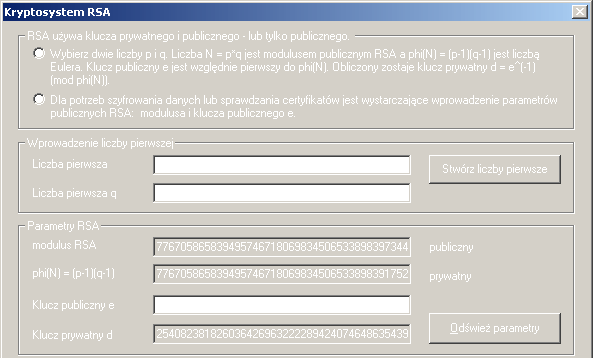 Kryptosystem RSA
RSA używa klucza prywatnego i publicznego - lub tylko publicznego.
Wybierz dwie liczby p i q. Liczba N = p*q jest modulusem publicznym RSA a phi(N) = (p-1)(q-1) jest liczbą
Eulera. Klucz publiczny e jest względnie pierwszy do phi(N). Obliczony zostaje klucz prywatny d = e^(-1)
(mod phi(N)).
Dla potrzeb szyfrowania danych lub sprawdzania certyfikatów jest wystarczające wprowadzenie parametrów
publicznych RSA: modulusa i klucza publicznego e.
Wprowadzenie liczby pierwszej
Liczba pierwsza
Stwórz liczby pierwsze
Liczba pierwsza q
Parametry RSA
modulus RSA 776705865839495746718069834506533898397344 publiczny
phi(N) = (p-1)(q-1) 776705865839495746718069834506533898391752 prywatny
Klucz publiczny e
Klucz prywatny d 254082381826036426963222289424074648635439 Odśwież parametry